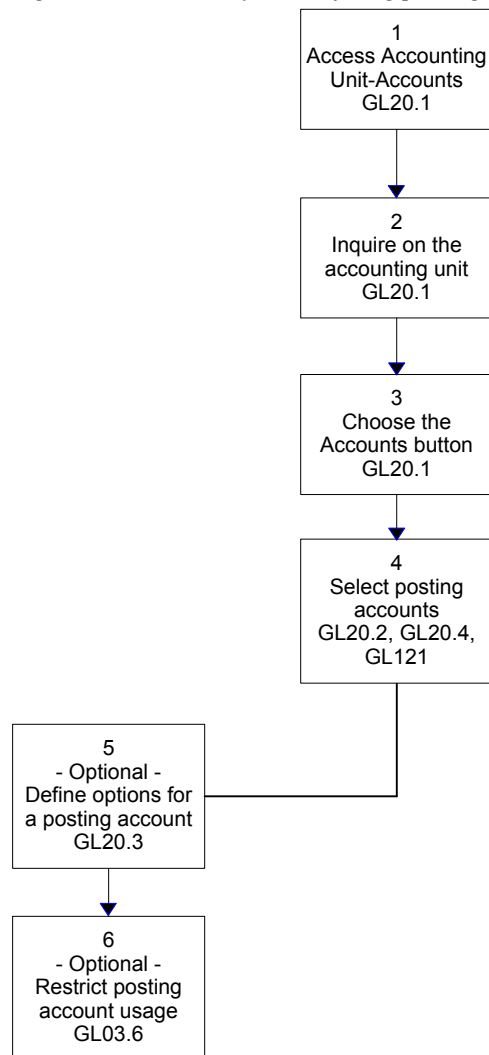 1
Access Accounting
Unit-Accounts
GL20.1
2
Inquire on the
accounting unit
GL20.1
3
Choose the
Accounts button
GL20.1
4
Select posting
accounts
GL20.2, GL20.4,
GL121
5
- Optional -
Define options for
a posting account
GL20.3
6
- Optional -
Restrict posting
account usage
GL03.6